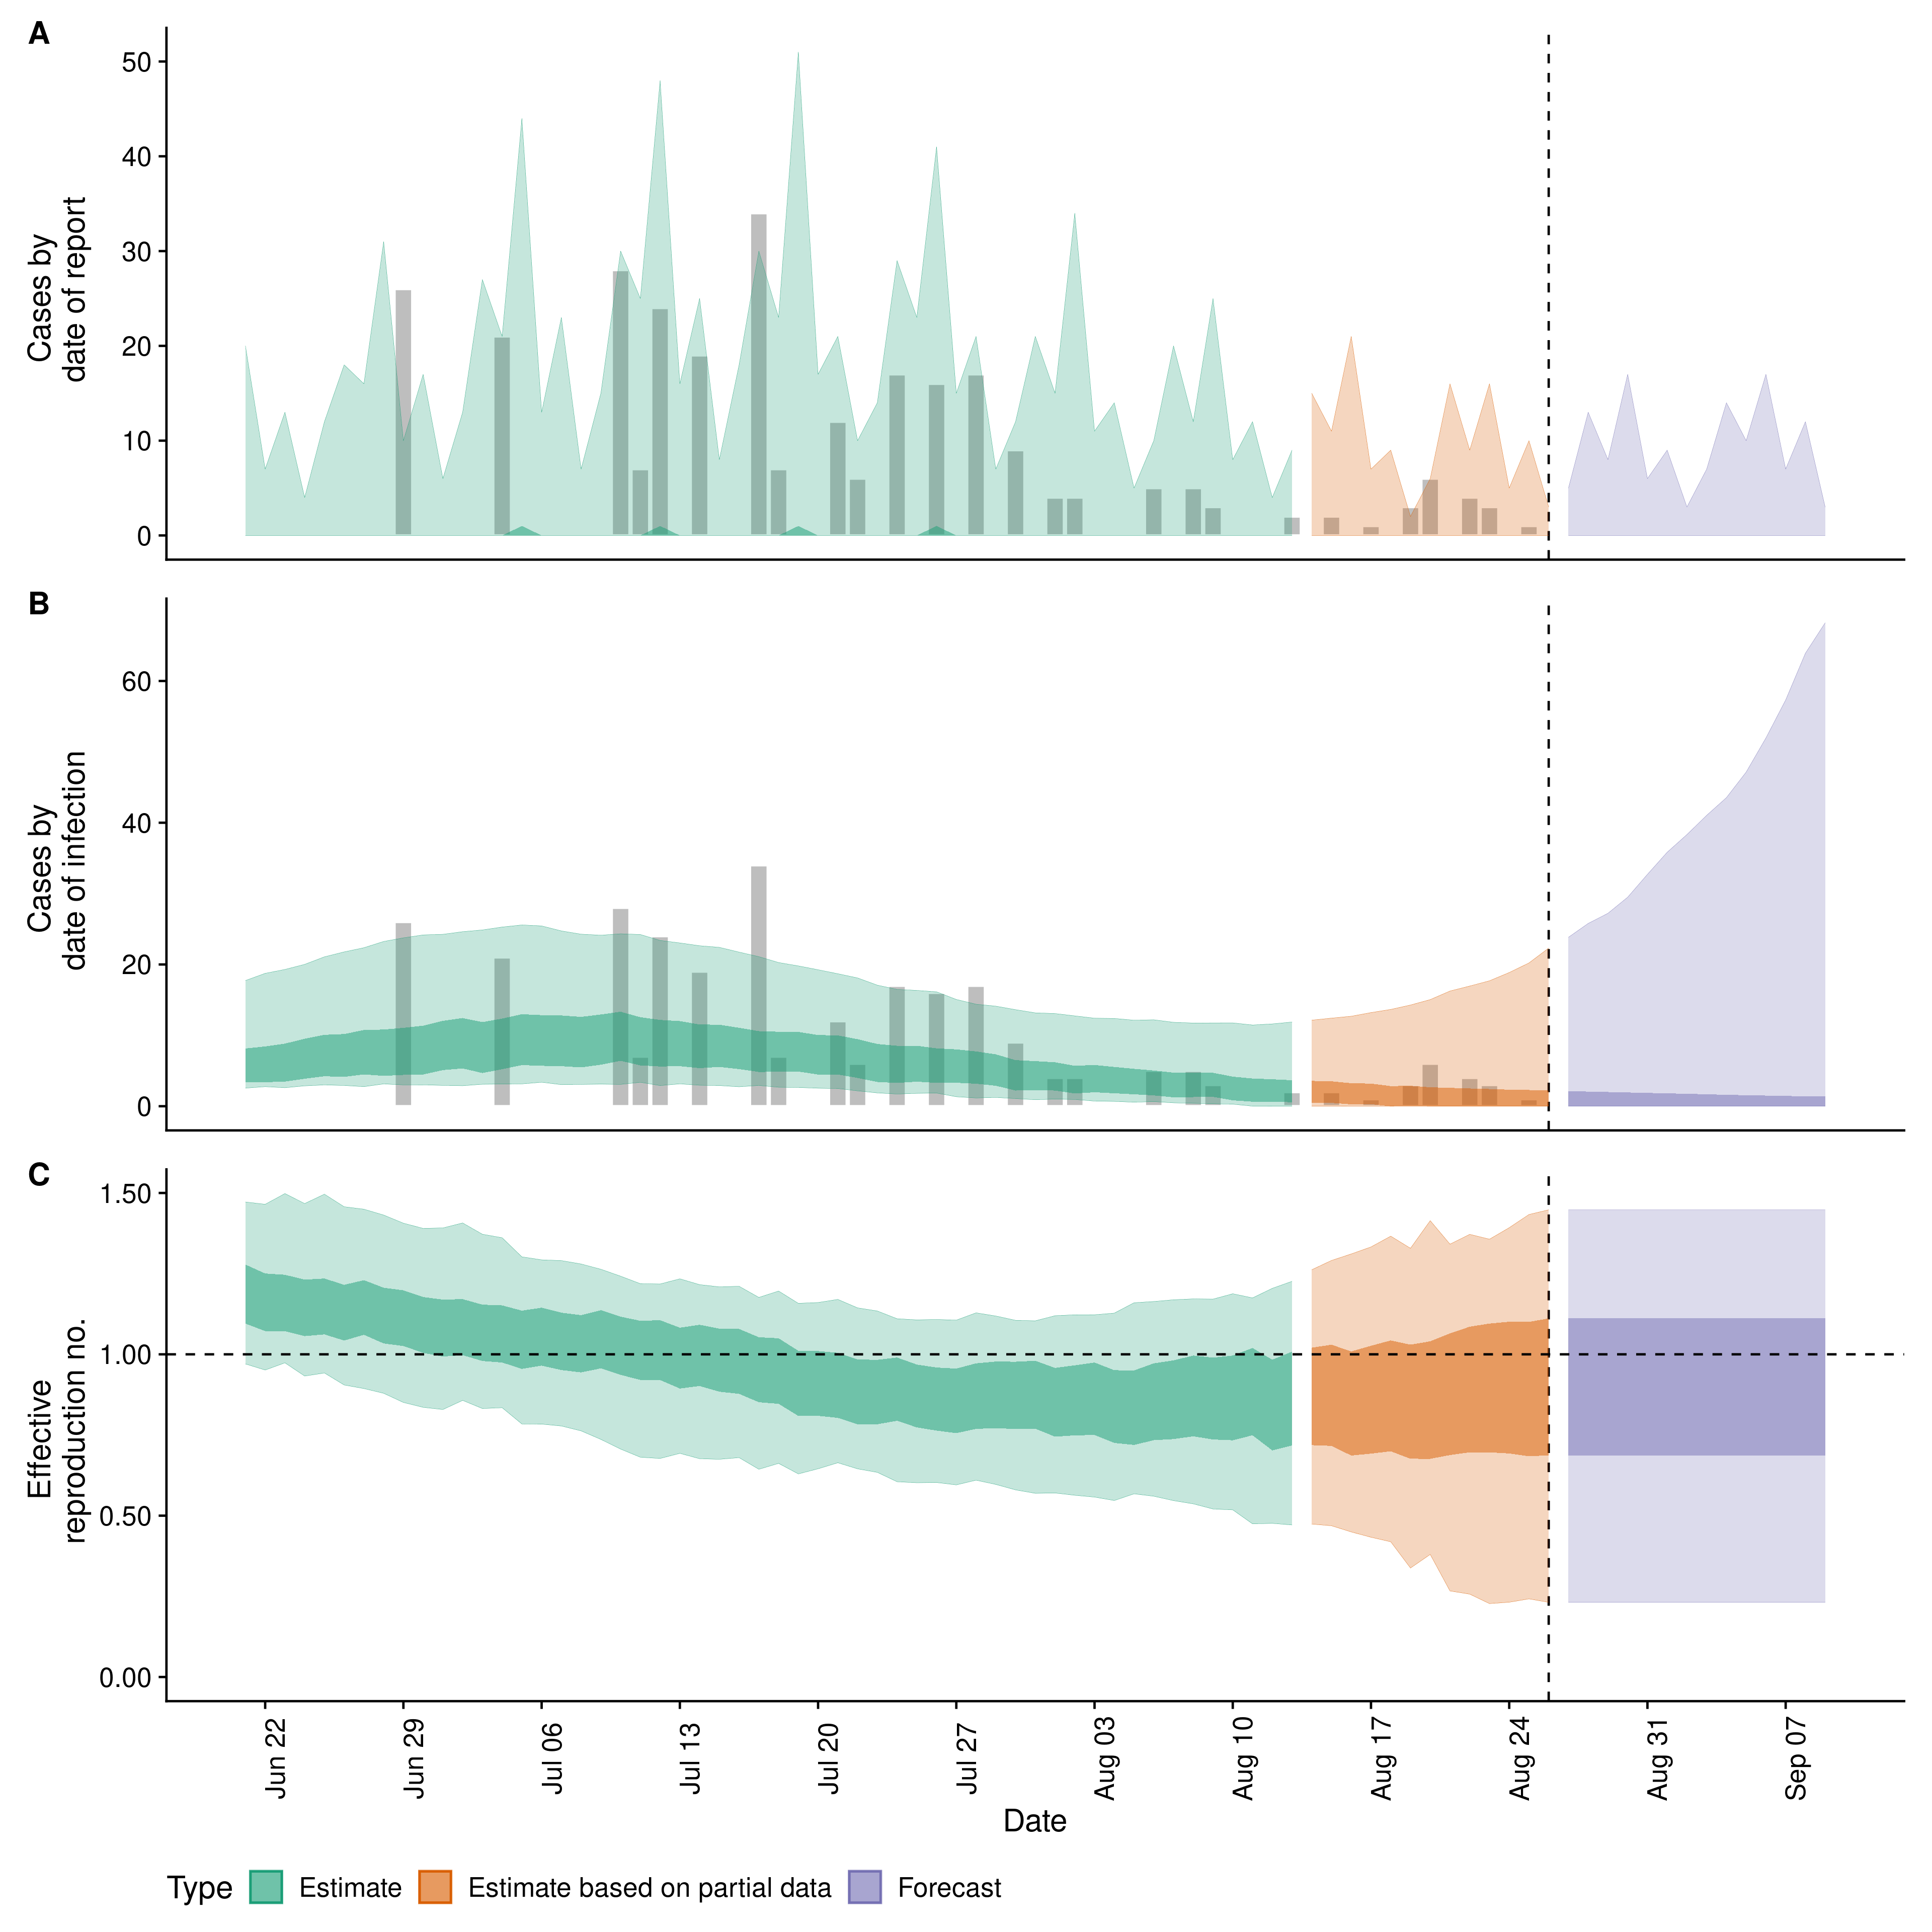 A
Cases by
date of report
50
40
30
20
10
0
B
Cases by
date of infection
60
40
20
0
C
Effective
reproduction no.
1.50
1.00
0.50
0.00
Jun 22
Jun 29
Jul 06
Jul 13
Jul 20
Jul 27
Aug 03
Aug 10
Aug 17
Aug 24
Aug 31
Sep 07
Date
Type
Estimate
Estimate based on partial data
Forecast